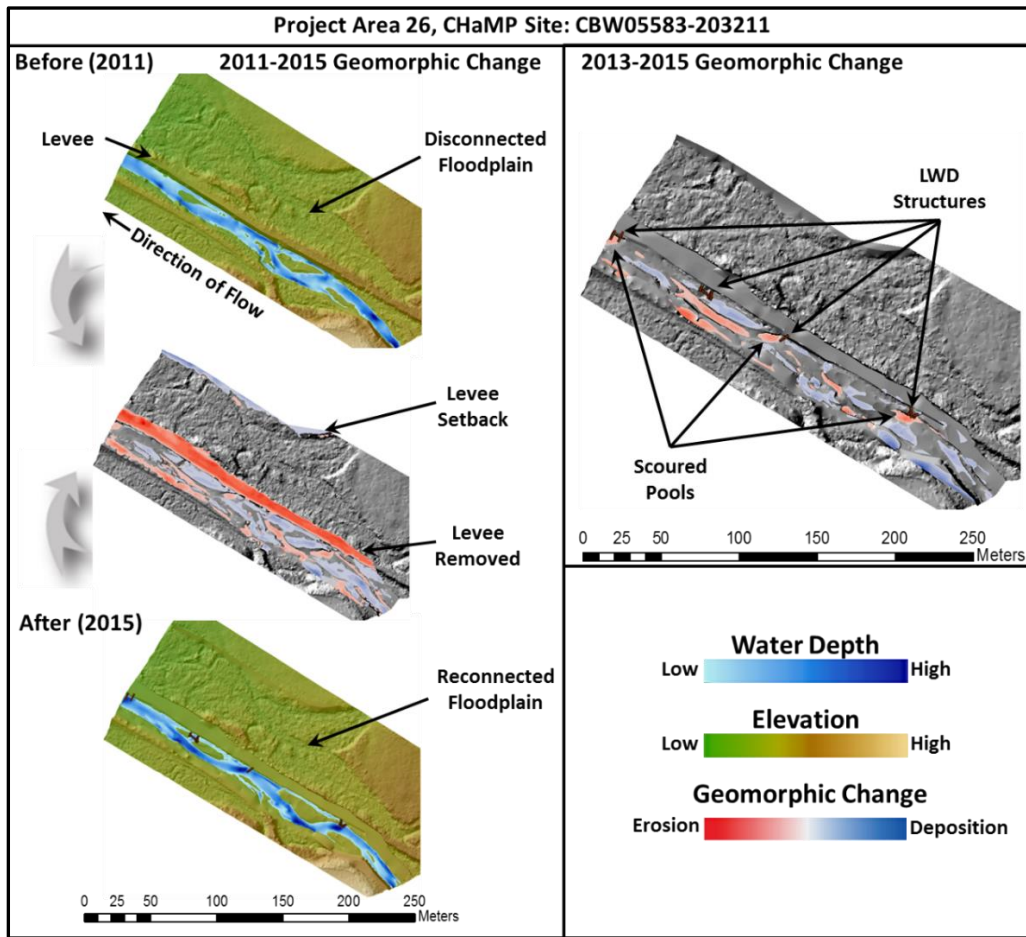 Project Area 26, CHaMP Site: CBW05583-203211
Before (2011)
2011-2015 Geomorphic Change
Levee
Disconnected
Floodplain
Direction of Flow
Levee
Setback
Levee
Removed
After (2015)
Reconnected
Floodplain
0 25 50 100 150 200 250
Meters
2013-2015 Geomorphic Change
LWD
Structures
Scoured
Pools
0 25 50 100 150 200 250
Meters
Water Depth
Low High
Elevation
Low High
Geomorphic Change
Erosion Deposition